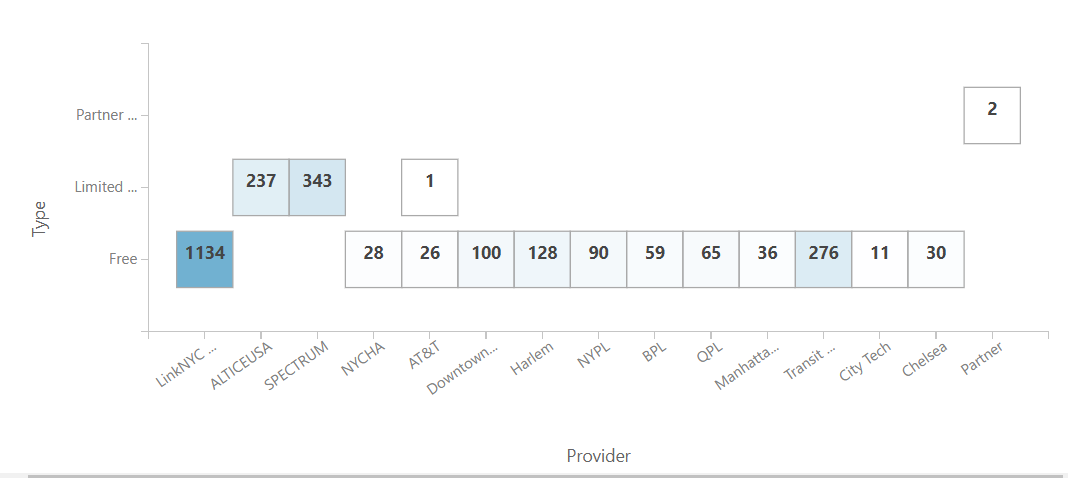 Partner ...
2
Limited ...
237 343 1
Type
Free
1134 28 26 100 128 90 59 65 36 276 11 30
LinkNYC ...
ALTICEUSA
SPECTRUM
NYCHA
AT&T
Downtown...
Harlem
NYPL
BPL
QPL
Manhatta...
Transit ...
City Tech
Chelsea
Partner
Provider